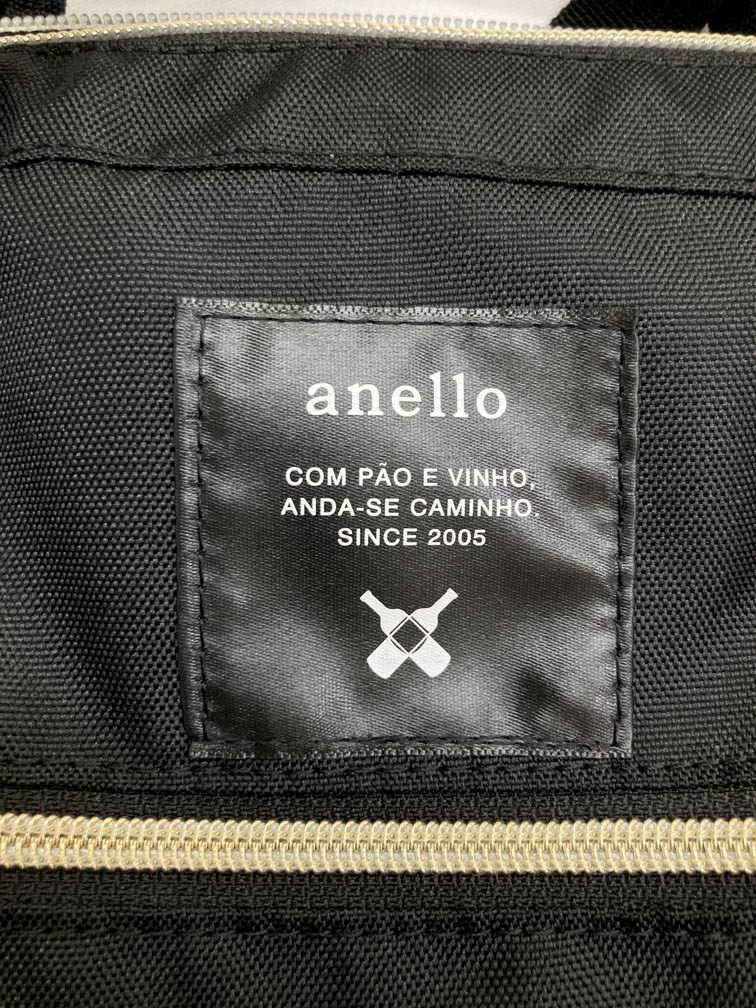 anello
COM PÃO E VINHO,
ANDA-SE CAMINHO.
SINCE 2005